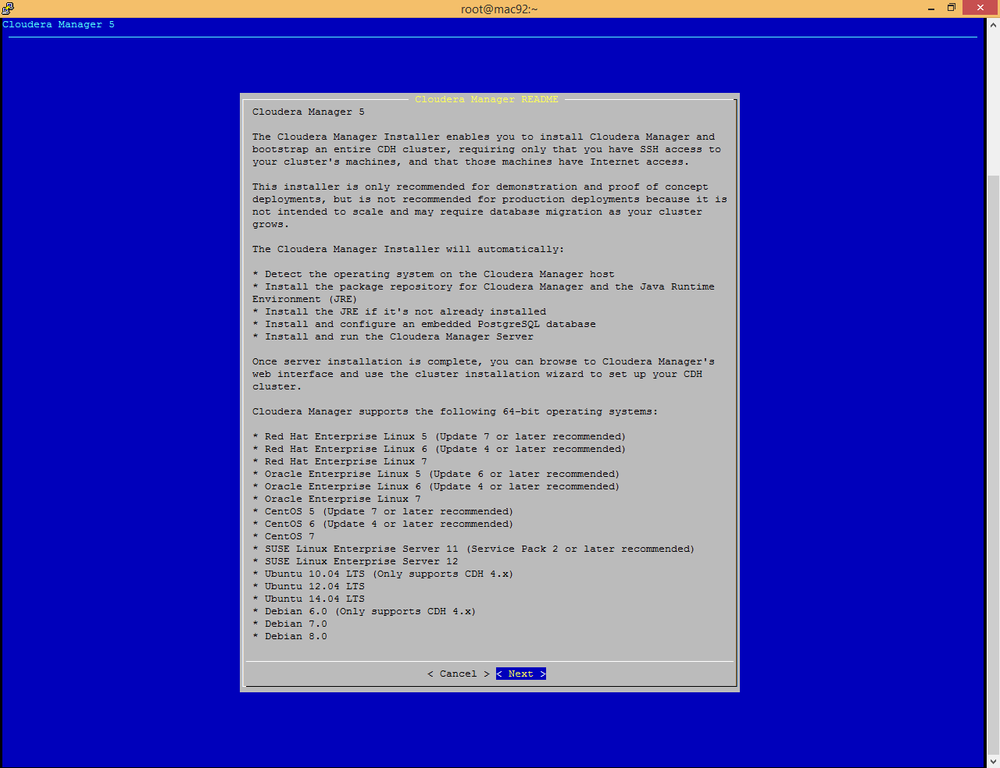 root@mac92:~
Cloudera Manager 5
Cloudera Manager README
Cloudera Manager 5
The Cloudera Manager Installer enables you to install Cloudera Manager and
bootstrap an entire CDH cluster, requiring only that you have SSH access to
your cluster's machines, and that those machines have Internet access.
This installer is only recommended for demonstration and proof of concept
deployments, but is not recommended for production deployments because it is
not intended to scale and may require database migration as your cluster
grows.
The Cloudera Manager Installer will automatically:
* Detect the operating system on the Cloudera Manager host
* Install the package repository for Cloudera Manager and the Java Runtime
Environment (JRE)
* Install the JRE if it's not already installed
* Install and configure an embedded PostgreSQL database
* Install and run the Cloudera Manager Server
Once server installation is complete, you can browse to Cloudera Manager's
web interface and use the cluster installation wizard to set up your CDH
cluster.
Cloudera Manager supports the following 64-bit operating systems:
* Red Hat Enterprise Linux 5 (Update 7 or later recommended)
* Red Hat Enterprise Linux 6 (Update 4 or later recommended)
* Red Hat Enterprise Linux 7
* Oracle Enterprise Linux 5 (Update 6 or later recommended)
* Oracle Enterprise Linux 6 (Update 4 or later recommended)
* Oracle Enterprise Linux 7
* CentOS 5 (Update 7 or later recommended)
* CentOS 6 (Update 4 or later recommended)
* CentOS 7
* SUSE Linux Enterprise Server 11 (Service Pack 2 or later recommended)
* SUSE Linux Enterprise Server 12
* Ubuntu 10.04 LTS (Only supports CDH 4.x)
* Ubuntu 12.04 LTS
* Ubuntu 14.04 LTS
* Debian 6.0 (Only supports CDH 4.x)
* Debian 7.0
* Debian 8.0
< Cancel > < Next >